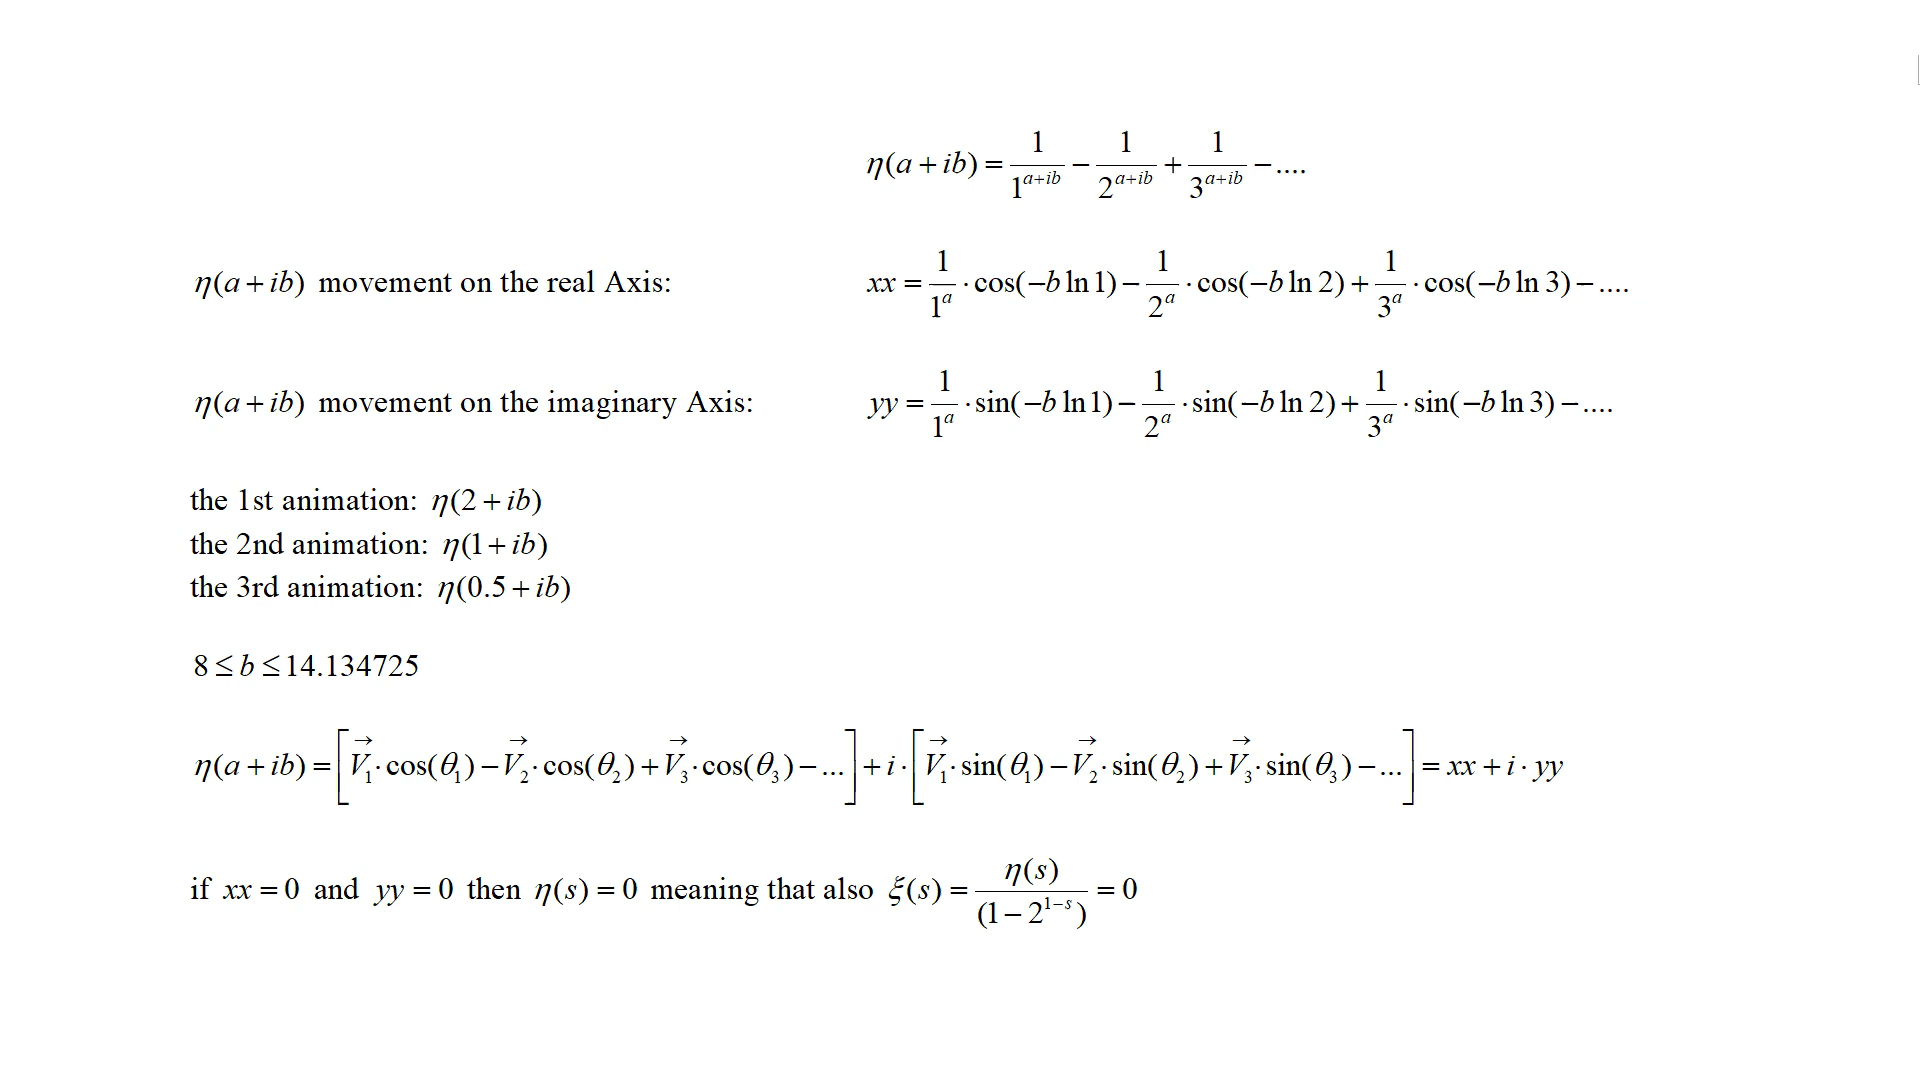 η(a + ib) = 1/1^(a+ib) − 1/2^(a+ib) + 1/3^(a+ib) − ....
η(a + ib) movement on the real Axis: xx = 1/1^a · cos(−b ln 1) − 1/2^a · cos(−b ln 2) + 1/3^a · cos(−b ln 3) − ....
η(a + ib) movement on the imaginary Axis: yy = 1/1^a · sin(−b ln 1) − 1/2^a · sin(−b ln 2) + 1/3^a · sin(−b ln 3) − ....
the 1st animation: η(2 + ib)
the 2nd animation: η(1 + ib)
the 3rd animation: η(0.5 + ib)
8 ≤ b ≤ 14.134725
η(a + ib) = [V⃗₁ · cos(θ₁) − V⃗₂ · cos(θ₂) + V⃗₃ · cos(θ₃) − ...] + i · [V⃗₁ · sin(θ₁) − V⃗₂ · sin(θ₂) + V⃗₃ · sin(θ₃) − ...] = xx + i · yy
if xx = 0 and yy = 0 then η(s) = 0 meaning that also ξ(s) = η(s)/(1 − 2^(1−s)) = 0